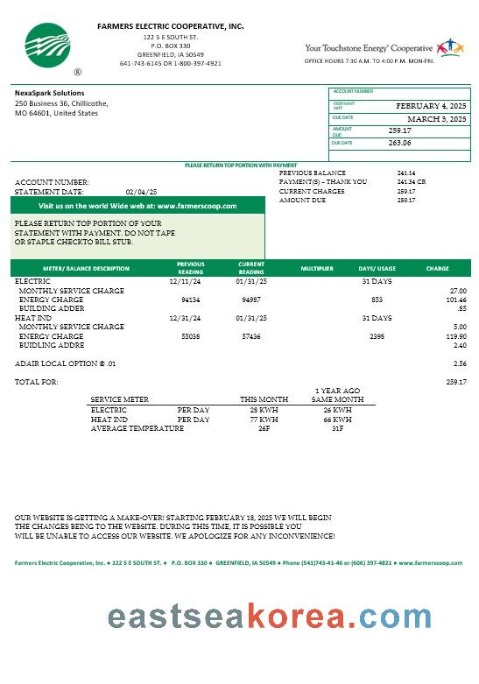 FARMERS ELECTRIC COOPERATIVE, INC.
122 S E SOUTH ST.
P.O. BOX 330
GREENFIELD, IA 50549
641-743-6145 OR 1-800-397-4921
Your Touchstone Energy® Cooperative
OFFICE HOURS 7:30 A.M. TO 4:00 P.M. MON-FRI.
®
NexaSpark Solutions
250 Business 36, Chillicothe,
MO 64601, United States
ACCOUNT NUMBER
STATEMENT DATE FEBRUARY 4, 2025
DUE DATE MARCH 3, 2025
AMOUNT DUE 259.17
DUE DATE 263.06
PLEASE RETURN TOP PORTION WITH PAYMENT
PREVIOUS BALANCE 241.14
PAYMENT(S) – THANK YOU 241.34 CR
CURRENT CHARGES 259.17
AMOUNT DUE 259.17
ACCOUNT NUMBER:
STATEMENT DATE: 02/04/25
Visit us on the world Wide web at: www.farmerscoop.com
PLEASE RETURN TOP PORTION OF YOUR
STATEMENT WITH PAYMENT. DO NOT TAPE
OR STAPLE CHECKTO BILL STUB.
METER/ BALANCE DESCRIPTION PREVIOUS READING CURRENT READING MULTIPLIER DAYS/ USAGE CHARGE
ELECTRIC 12/11/24 01/31/25 31 DAYS
MONTHLY SERVICE CHARGE 27.00
ENERGY CHARGE 94134 94987 853 101.46
BUILDING ADDER .85
HEAT IND 12/31/24 01/31/25 31 DAYS
MONTHLY SERVICE CHARGE 5.00
ENERGY CHARGE 55038 57436 2398 119.90
BUIDLING ADDRE 2.40
ADAIR LOCAL OPTION @ .01 2.56
TOTAL FOR: 259.17
1 YEAR AGO
SERVICE METER THIS MONTH SAME MONTH
ELECTRIC PER DAY 28 KWH 26 KWH
HEAT IND PER DAY 77 KWH 66 KWH
AVERAGE TEMPERATURE 26F 31F
OUR WEBSITE IS GETTING A MAKE-OVER! STARTING FEBRUARY 18, 2025 WE WILL BEGIN
THE CHANGES BEING TO THE WEBSITE. DURING THIS TIME, IT IS POSSIBLE YOU
WILL BE UNABLE TO ACCESS OUR WEBSITE. WE APOLOGIZE FOR ANY INCONVENIENCE!
Farmers Electric Cooperative, Inc. ● 122 S E SOUTH ST. ● P.O. BOX 330 ● GREENFIELD, IA 50549 ● Phone (541)743-41-46 or (606) 397-4821 ● www.farmerscoop.com
eastseakorea.com